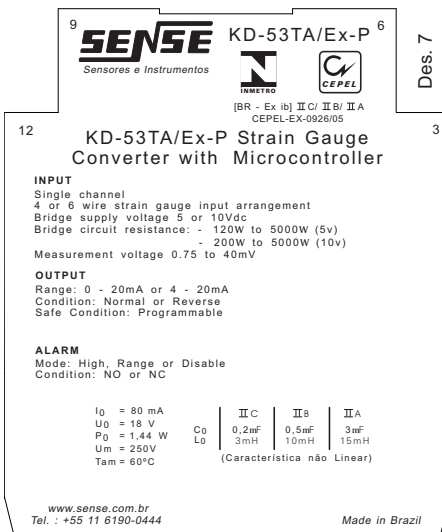 9
SENSE
Sensores e Instrumentos
KD-53TA/Ex-P
6
INMETRO
CEPEL
Des. 7
[BR - Ex ib] IIC/ IIB/ IIA
CEPEL-EX-0926/05
12
3
KD-53TA/Ex-P Strain Gauge
Converter with Microcontroller
INPUT
Single channel
4 or 6 wire strain gauge input arrangement
Bridge supply voltage 5 or 10Vdc
Bridge circuit resistance: - 120W to 5000W (5v)
- 200W to 5000W (10v)
Measurement voltage 0.75 to 40mV
OUTPUT
Range: 0 - 20mA or 4 - 20mA
Condition: Normal or Reverse
Safe Condition: Programmable
ALARM
Mode: High, Range or Disable
Condition: NO or NC
I0 = 80 mA
U0 = 18 V
P0 = 1,44 W
Um = 250V
Tam = 60ºC
IIC IIB IIA
C0 0,2mF 0,5mF 3mF
L0 3mH 10mH 15mH
(Característica não Linear)
www.sense.com.br
Tel. : +55 11 6190-0444
Made in Brazil